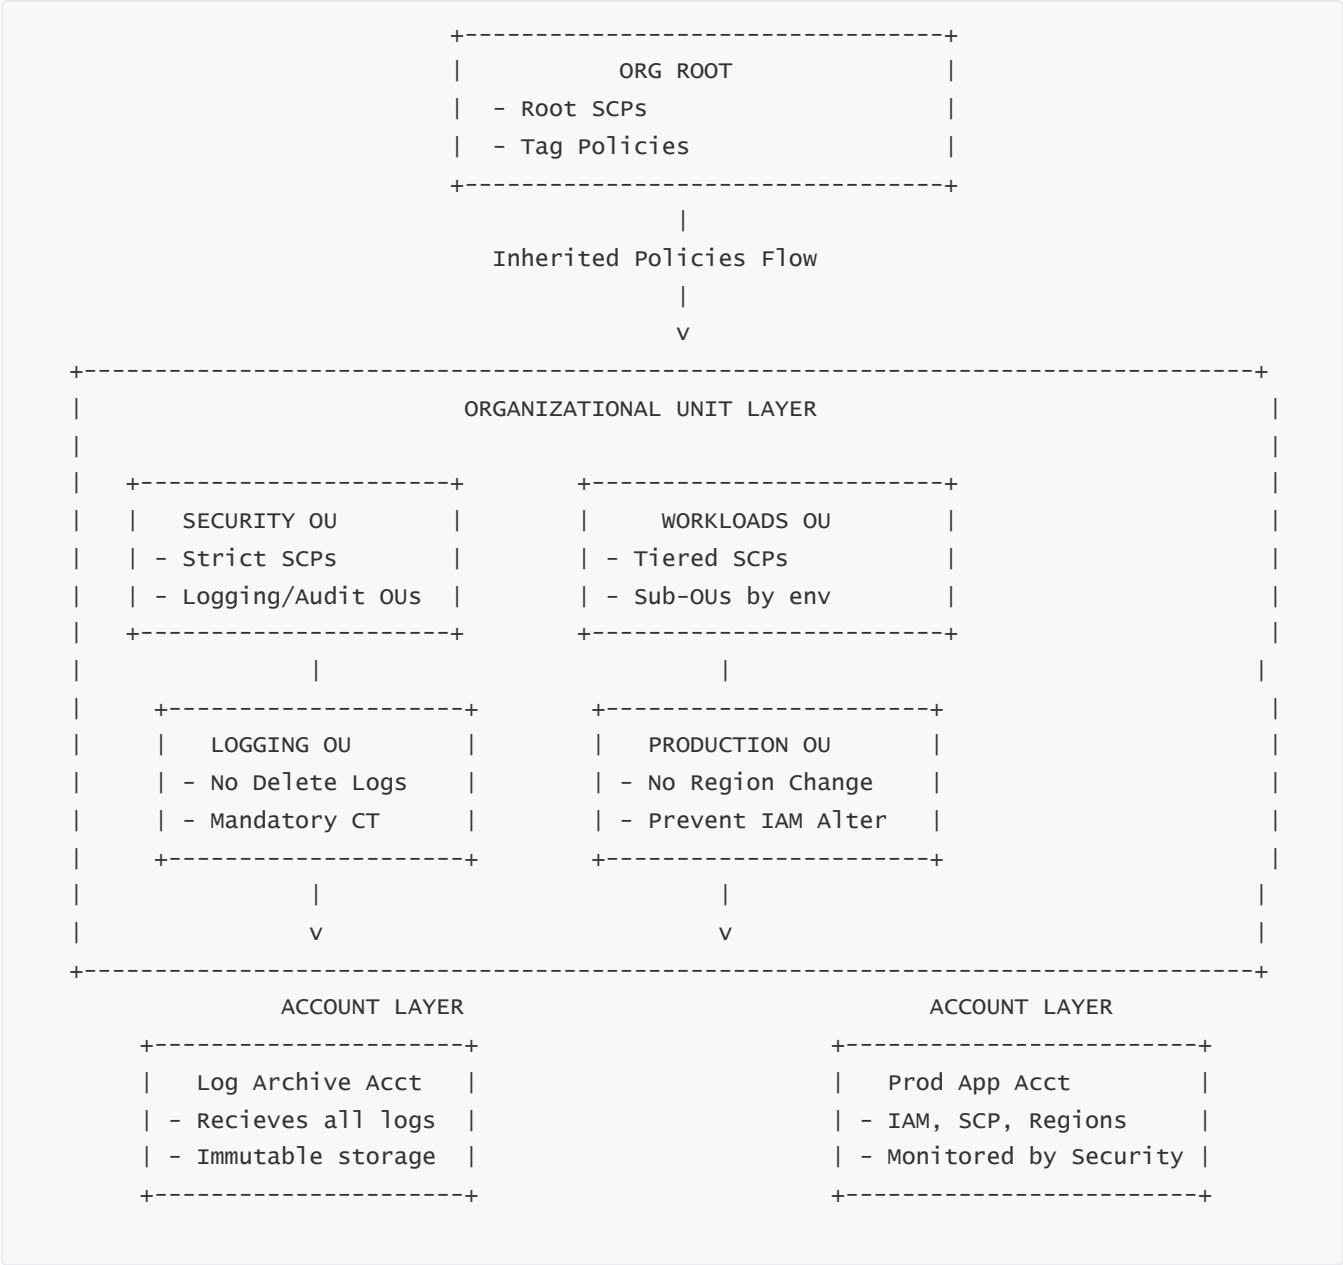 +----------------------------------+
| ORG ROOT |
| - Root SCPs |
| - Tag Policies |
+----------------------------------+
|
Inherited Policies Flow
|
v
+-----------------------------------------------------------------------------------+
| ORGANIZATIONAL UNIT LAYER |
| |
| +----------------------+ +-------------------------+ |
| | SECURITY OU | | WORKLOADS OU | |
| | - Strict SCPs | | - Tiered SCPs | |
| | - Logging/Audit OUs | | - Sub-OUs by env | |
| +----------------------+ +-------------------------+ |
| | | |
| +---------------------+ +-----------------------+ |
| | LOGGING OU | | PRODUCTION OU | |
| | - No Delete Logs | | - No Region Change | |
| | - Mandatory CT | | - Prevent IAM Alter | |
| +---------------------+ +-----------------------+ |
| | | |
| v v |
+-----------------------------------------------------------------------------------+
ACCOUNT LAYER ACCOUNT LAYER
+----------------------+ +-------------------------+
| Log Archive Acct | | Prod App Acct |
| - Recieves all logs | | - IAM, SCP, Regions |
| - Immutable storage | | - Monitored by Security |
+----------------------+ +-------------------------+